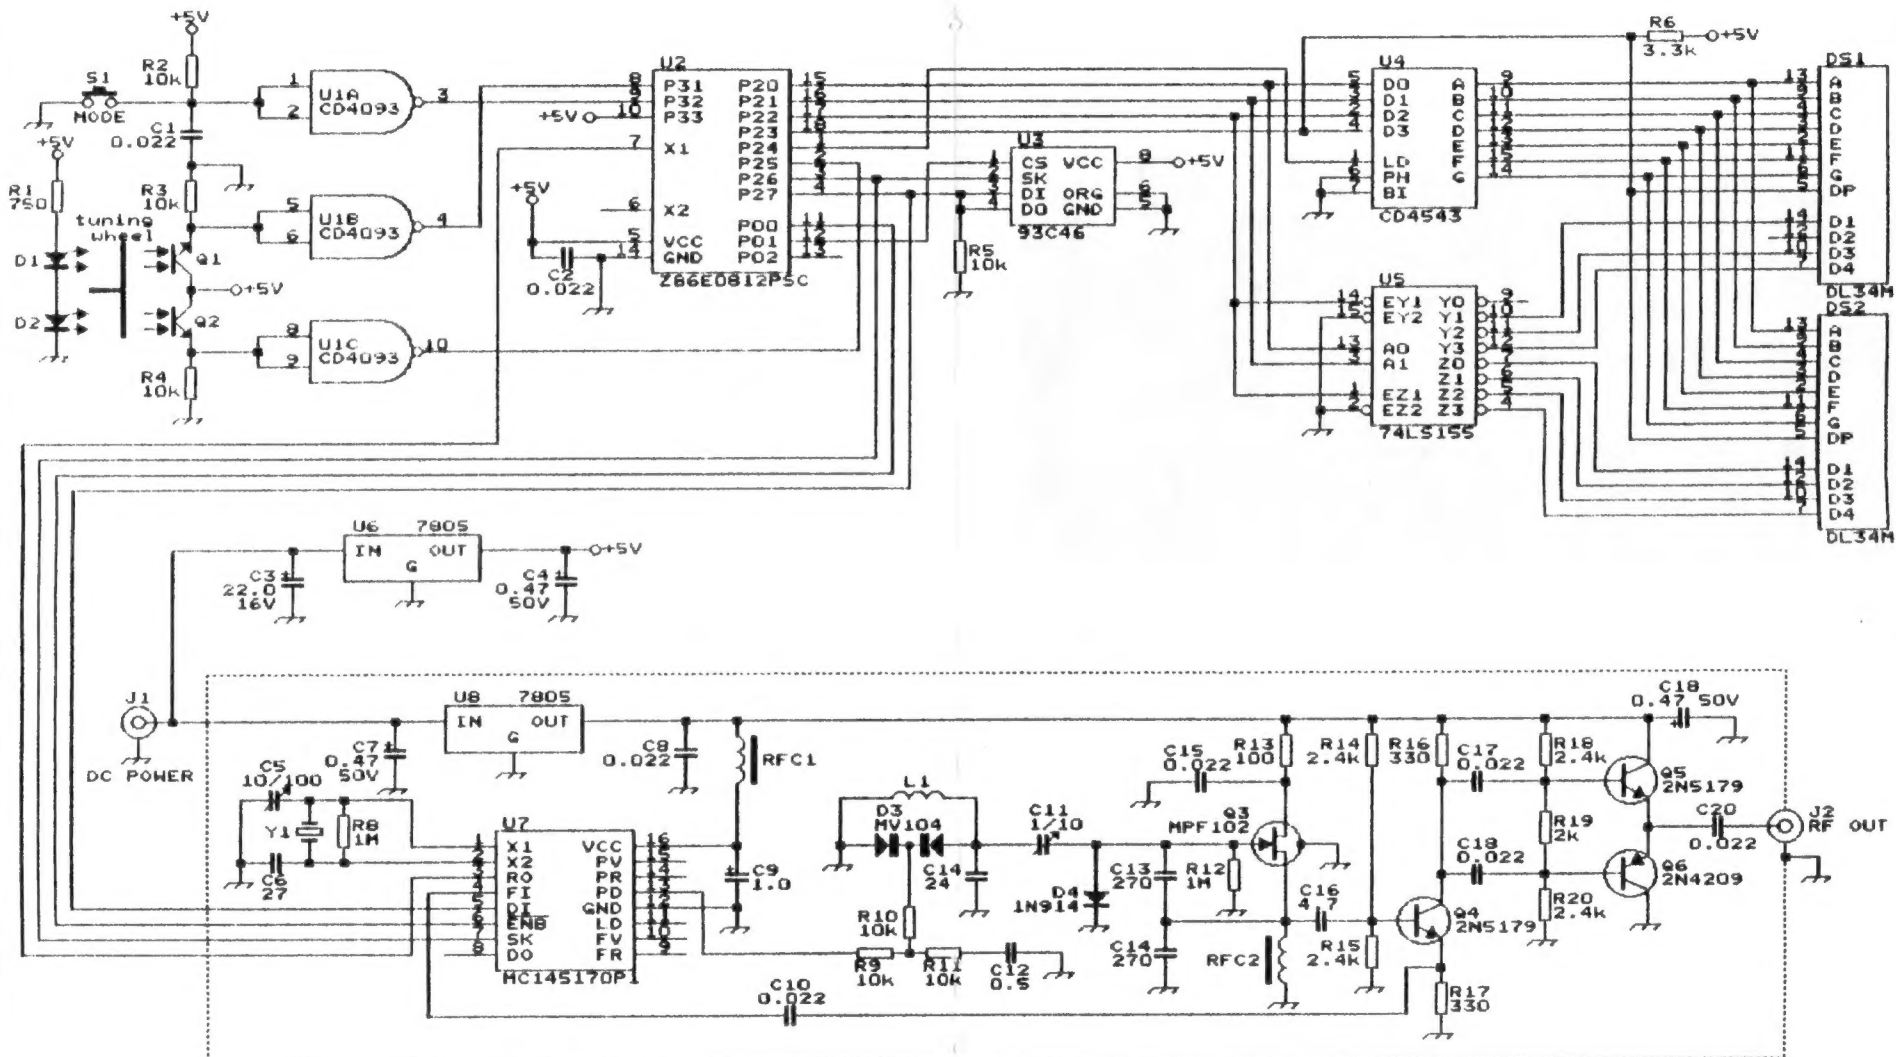 +5V
R2
10k
S1
MODE
+5V
C1
0.022
R1
750
tuning
wheel
R3
10k
D1
D2
Q1
+5V
Q2
R4
10k
1
2
U1A
CD4093
3
5
6
U1B
CD4093
4
8
9
U1C
CD4093
10
U2
P31
P32
P33
+5V
7
X1
6
X2
VCC
GND
P20
P21
P22
P23
P24
P25
P26
P27
P00
P01
P02
Z86E0812PSC
+5V
C2
0.022
U3
CS VCC
SK
DI ORG
DO GND
93C46
8
+5V
R5
10k
R6
3.3k
+5V
U4
D0 A
D1 B
D2 C
D3 D
E
LD F
PH G
BI
CD4543
U5
EY1 Y0
EY2 Y1
Y2
A0 Y3
A1 Z0
Z1
EZ1 Z2
EZ2 Z3
74LS155
DS1
A
B
C
D
E
F
G
DP
D1
D2
D3
D4
DL34M
DS2
A
B
C
D
E
F
G
DP
D1
D2
D3
D4
DL34M
U6 7805
IN OUT
G
C3
22.0
16V
C4
0.47
50V
+5V
J1
DC POWER
U8 7805
IN OUT
G
C7
0.47
50V
C8
0.022
RFC1
C5
10/100
Y1
R8
1M
C6
27
U7
X1 VCC
X2 PV
RO PR
FI PD
DI GND
ENB LD
SK FV
DO FR
MC145170P1
C9
1.0
C10
0.022
L1
D3
MV104
C14
24
R10
10k
R9
10k
R11
10k
C12
0.5
C11
1/10
D4
1N914
C13
270
C14
270
R12
1M
C15
0.022
R13
100
Q3
MPF102
RFC2
C16
4.7
R14
2.4k
R15
2.4k
R16
330
Q4
2N5179
R17
330
C17
0.022
C18
0.022
R18
2.4k
R19
2k
R20
2.4k
C18
0.47 50V
Q5
2N5179
Q6
2N4209
C20
0.022
J2
RF OUT